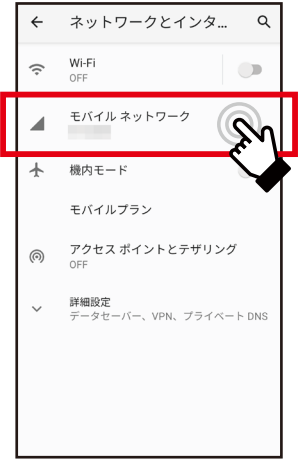 ネットワークとインタ...
Wi-Fi
OFF
モバイル ネットワーク
機内モード
モバイルプラン
アクセス ポイントとテザリング
OFF
詳細設定
データセーバー、VPN、プライベート DNS